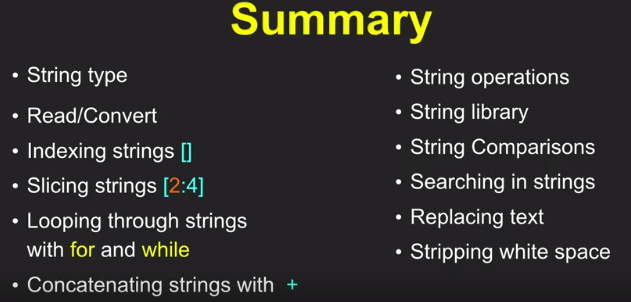 Summary
• String type
• Read/Convert
• Indexing strings []
• Slicing strings [2:4]
• Looping through strings
with for and while
• Concatenating strings with +
• String operations
• String library
• String Comparisons
• Searching in strings
• Replacing text
• Stripping white space